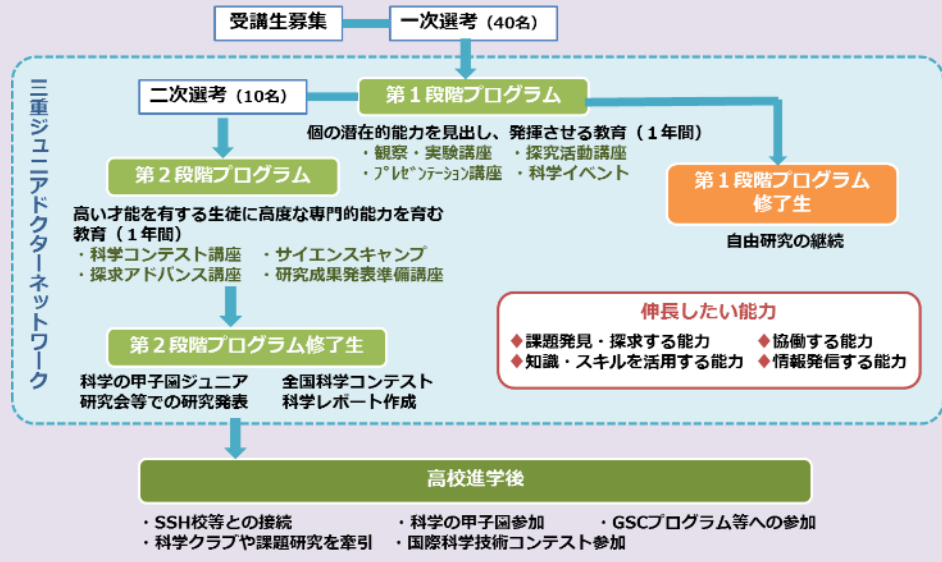 受講生募集
一次選考（40名）
三重ジュニアドクターネットワーク
二次選考（10名）
第１段階プログラム
個の潜在的能力を見出し、発揮させる教育（１年間）
・観察・実験講座　・探究活動講座
・ﾌﾟﾚｾﾞﾝﾃｰｼｮﾝ講座　・科学イベント
第２段階プログラム
高い才能を有する生徒に高度な専門的能力を育む
教育（１年間）
・科学コンテスト講座　・サイエンスキャンプ
・探求アドバンス講座　・研究成果発表準備講座
第１段階プログラム
修了生
自由研究の継続
伸長したい能力
◆課題発見・探求する能力　◆協働する能力
◆知識・スキルを活用する能力　◆情報発信する能力
第２段階プログラム修了生
科学の甲子園ジュニア　全国科学コンテスト
研究会等での研究発表　科学レポート作成
高校進学後
・SSH校等との接続　・科学の甲子園参加　・GSCプログラム等への参加
・科学クラブや課題研究を牽引　・国際科学技術コンテスト参加